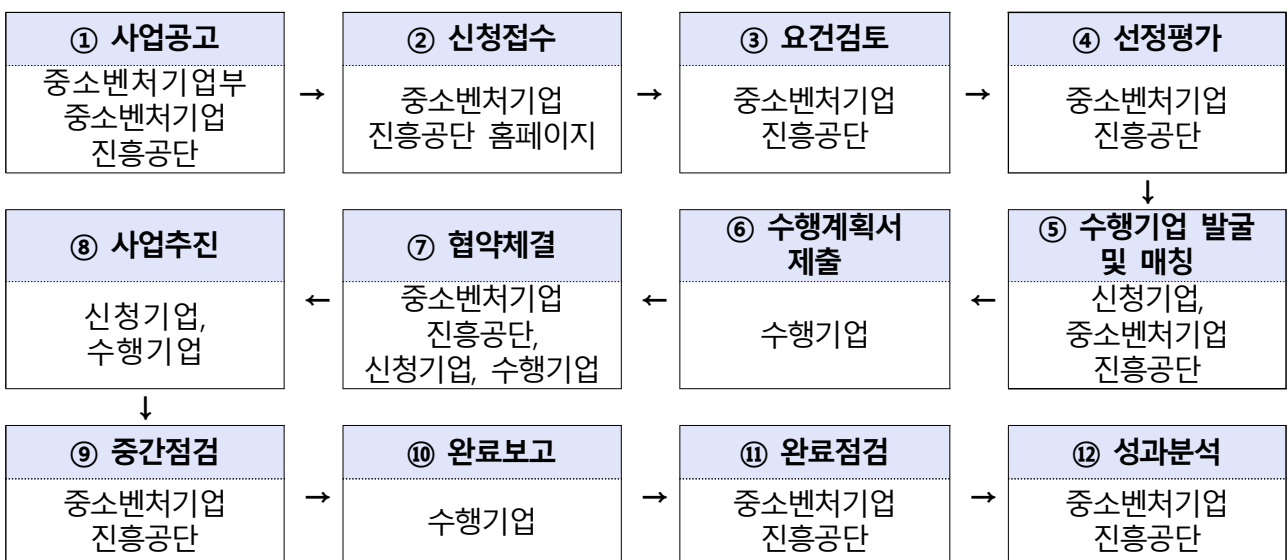 ① 사업공고
중소벤처기업부
중소벤처기업
진흥공단
→
② 신청접수
중소벤처기업
진흥공단 홈페이지
→
③ 요건검토
중소벤처기업
진흥공단
→
④ 선정평가
중소벤처기업
진흥공단
↓
⑤ 수행기업 발굴
및 매칭
신청기업,
중소벤처기업
진흥공단
←
⑥ 수행계획서
제출
수행기업
←
⑦ 협약체결
중소벤처기업
진흥공단,
신청기업, 수행기업
←
⑧ 사업추진
신청기업,
수행기업
↓
⑨ 중간점검
중소벤처기업
진흥공단
→
⑩ 완료보고
수행기업
→
⑪ 완료점검
중소벤처기업
진흥공단
→
⑫ 성과분석
중소벤처기업
진흥공단